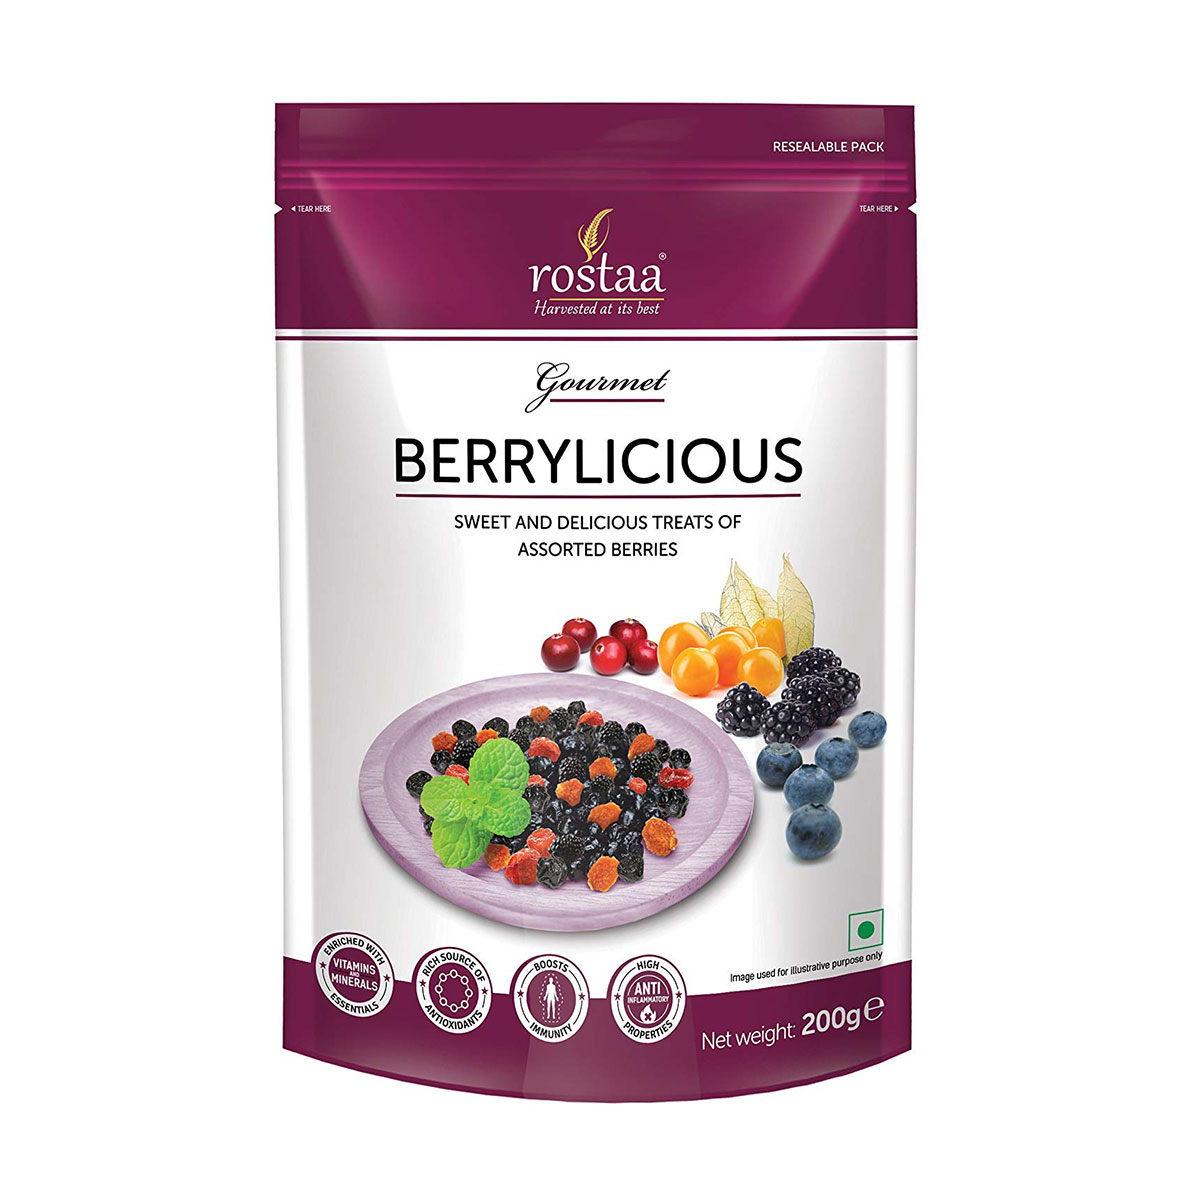 RESEALABLE PACK
TEAR HERE
TEAR HERE
rostaa®
Harvested at its best
Gourmet
BERRYLICIOUS
SWEET AND DELICIOUS TREATS OF
ASSORTED BERRIES
Image used for illustrative purpose only
ENRICHED WITH
VITAMINS
AND
MINERALS
ESSENTIALS
RICH SOURCE OF
ANTIOXIDANTS
BOOSTS
IMMUNITY
HIGH
ANTI
INFLAMMATORY
PROPERTIES
Net weight: 200g℮